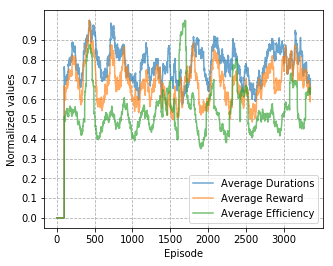 Normalized values
0.9
0.8
0.7
0.6
0.5
0.4
0.3
0.2
0.1
0.0
Average Durations
Average Reward
Average Efficiency
0 500 1000 1500 2000 2500 3000
Episode